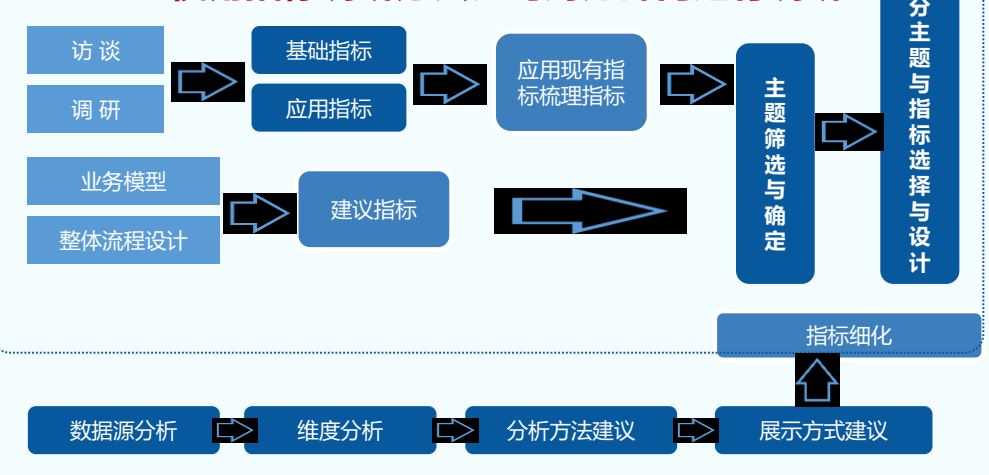 访 谈
调 研
基础指标
应用指标
应用现有指
标梳理指标
业务模型
整体流程设计
建议指标
主题筛选与确定
分主题与指标选择与设计
指标细化
数据源分析
维度分析
分析方法建议
展示方式建议